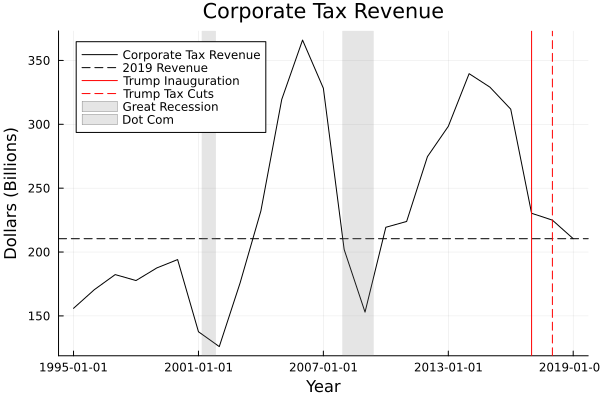 Corporate Tax Revenue
Corporate Tax Revenue
2019 Revenue
Trump Inauguration
Trump Tax Cuts
Great Recession
Dot Com
350
300
250
200
150
Dollars (Billions)
1995-01-01 2001-01-01 2007-01-01 2013-01-01 2019-01-0
Year